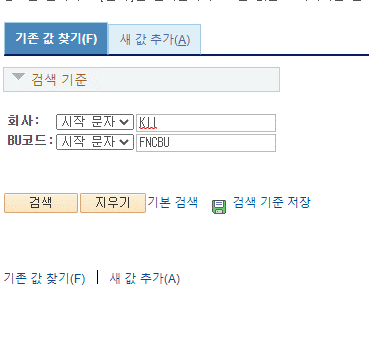 기존 값 찾기(F) 새 값 추가(A)
검색 기준
회사: 시작 문자 KII
BU코드: 시작 문자 FNCBU
검색 지우기 기본 검색 검색 기준 저장
기존 값 찾기(F) 새 값 추가(A)